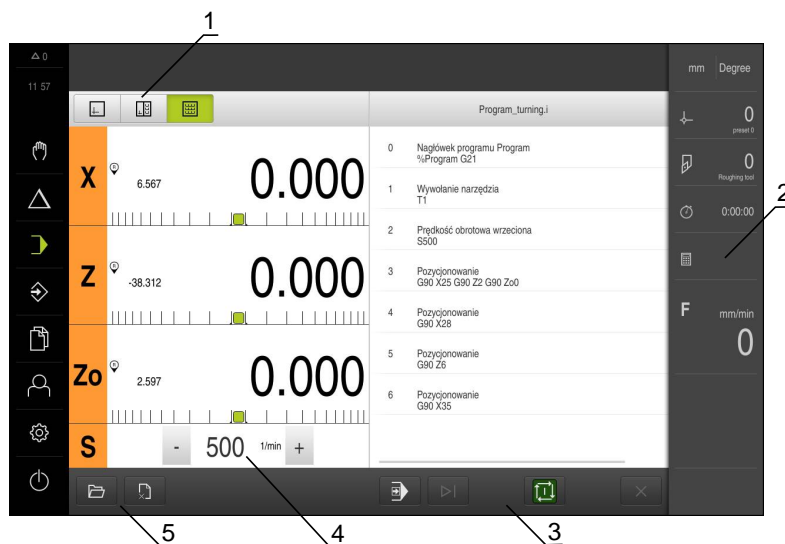 1
0
11 57
mm Degree
Program_turning.i
0
preset 0
0
Roughing tool
0:00:00
2
F mm/min
0
X R 6.567 0.000
Z R -38.312 0.000
Zo R 2.597 0.000
S - 500 1/min +
0 Nagłówek programu Program
%Program G21
1 Wywołanie narzędzia
T1
2 Prędkość obrotowa wrzeciona
S500
3 Pozycjonowanie
G90 X25 G90 Z2 G90 Zo0
4 Pozycjonowanie
G90 X28
5 Pozycjonowanie
G90 Z6
6 Pozycjonowanie
G90 X35
5
4
3